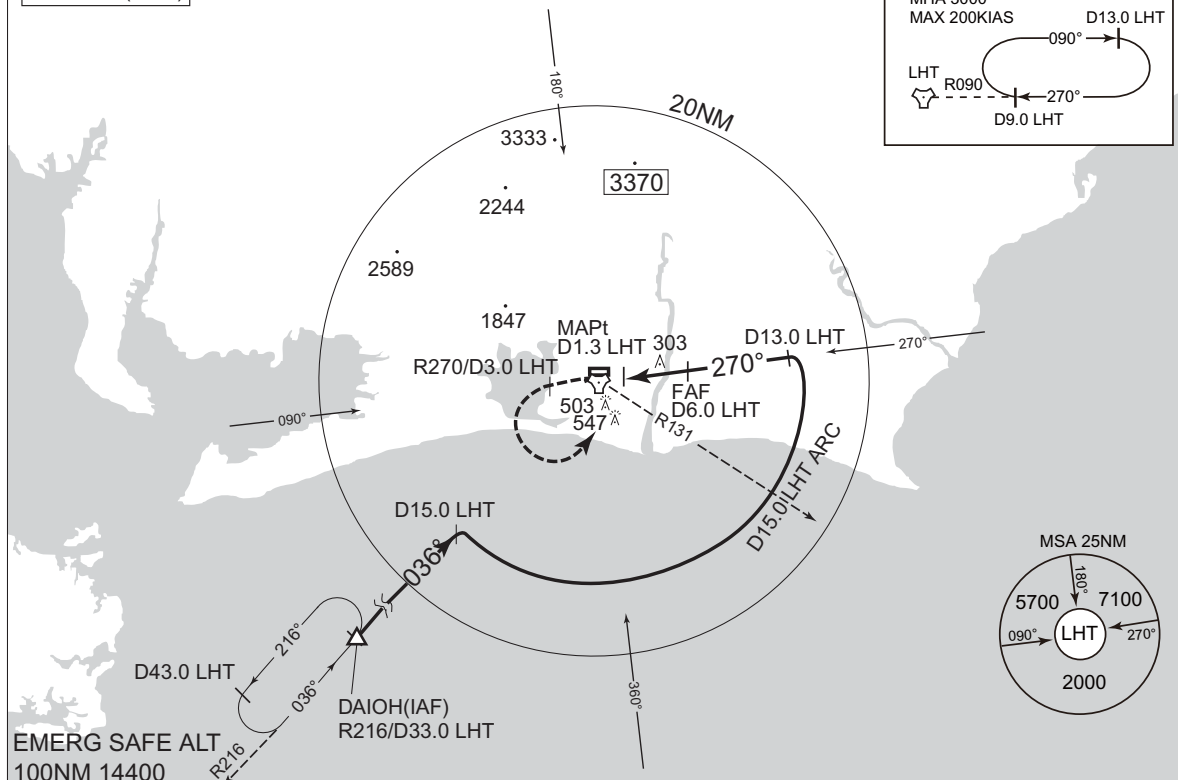 MAX 200KIAS
D13.0 LHT
090°
LHT
R090
270°
D9.0 LHT
180°
20NM
3333
3370
2244
2589
1847
MAPt
D1.3 LHT
303
D13.0 LHT
270°
R270/D3.0 LHT
270°
FAF
D6.0 LHT
503
547
R131
090°
D15.0 LHT ARC
D15.0 LHT
036°
MSA 25NM
180°
5700
7100
090°
LHT
270°
2000
216°
D43.0 LHT
036°
DAIOH(IAF)
R216/D33.0 LHT
360°
R216
EMERG SAFE ALT
100NM 14400